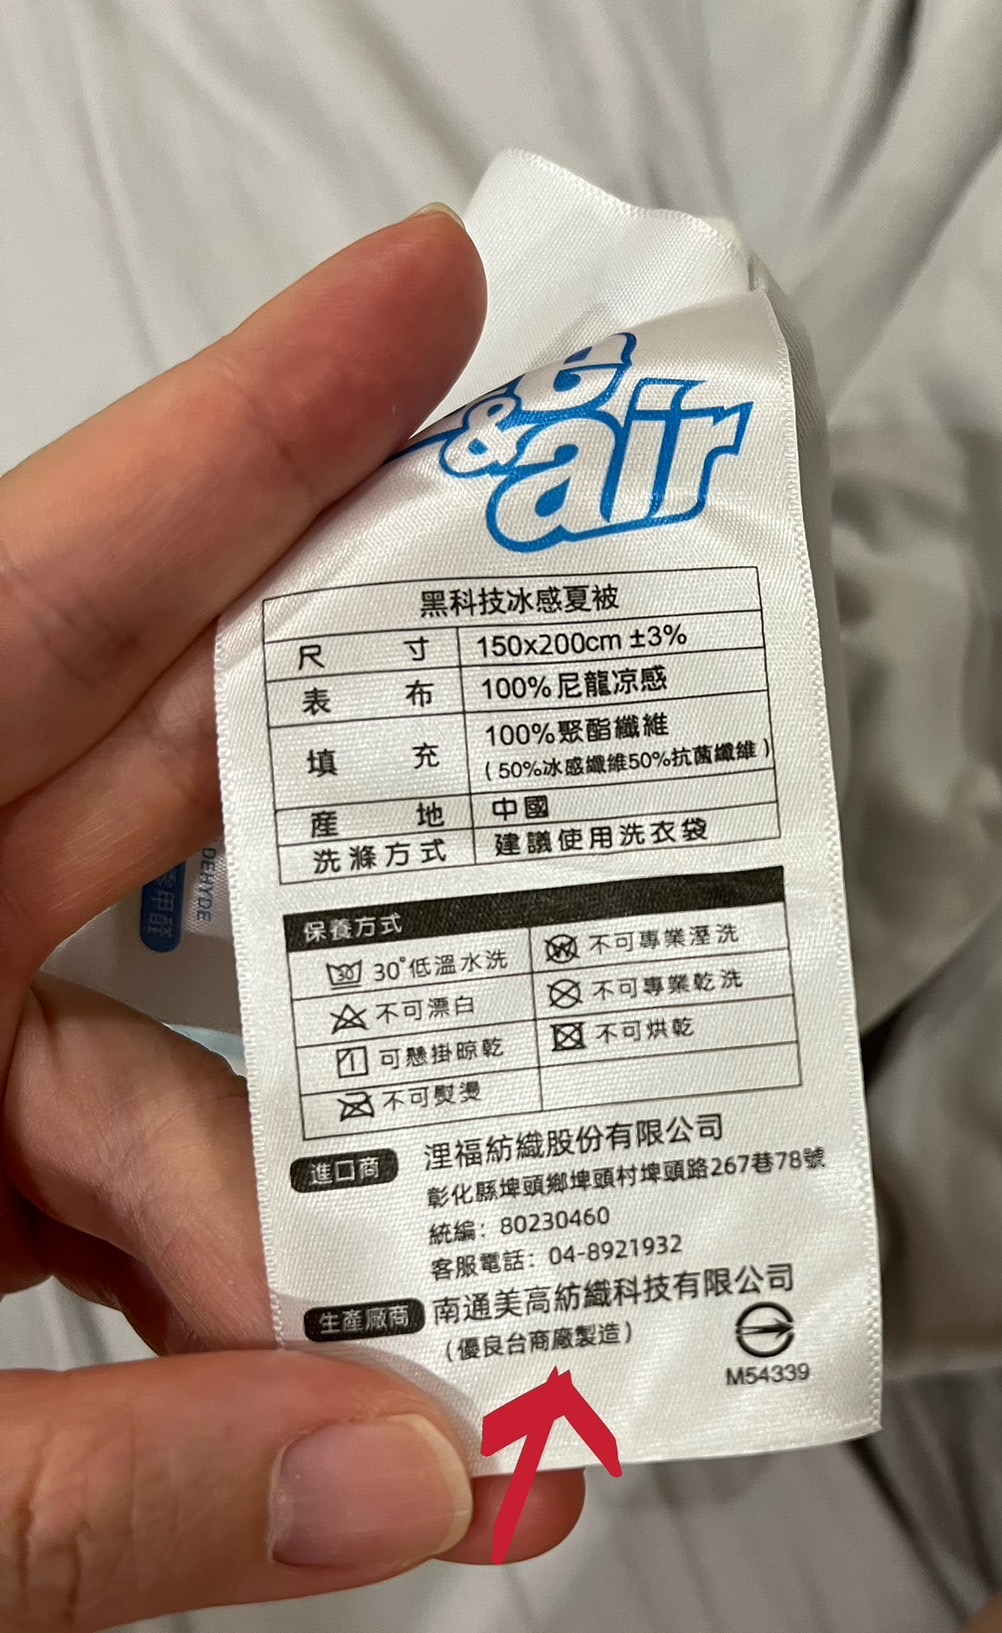 & air
黑科技冰感夏被
尺寸 150x200cm ±3%
表布 100%尼龍凉感
填充 100%聚酯纖維
(50%冰感纖維50%抗菌纖維)
産地 中國
洗滌方式 建議使用洗衣袋
保養方式
30 30°低溫水洗 W 不可專業溼洗
不可漂白 不可專業乾洗
可懸掛晾乾 不可烘乾
不可熨燙
進口商 浬福紡織股份有限公司
彰化縣埤頭鄉埤頭村埤頭路267巷78號
統編：80230460
客服電話：04-8921932
生產廠商 南通美高紡織科技有限公司
(優良台商廠製造)
M54339
DEHYDE
甲醛